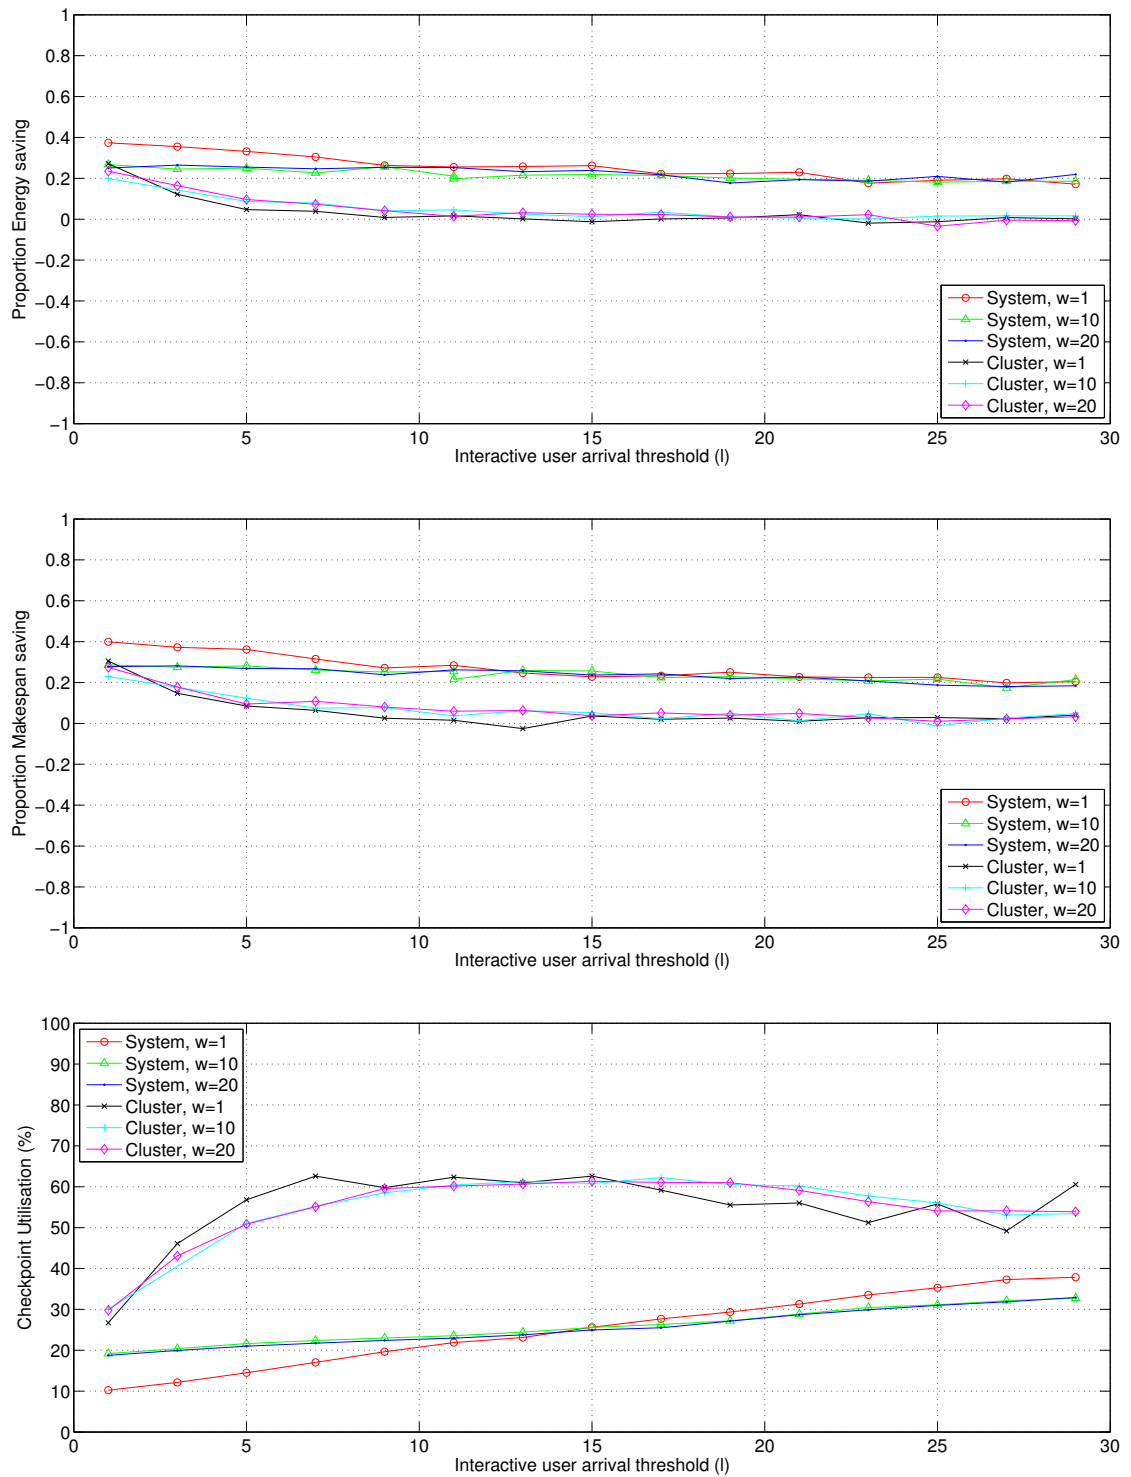 1
0.8
0.6
0.4
0.2
0
−0.2
−0.4
−0.6
−0.8
−1
Proportion Energy saving
0 5 10 15 20 25 30
Interactive user arrival threshold (l)
System, w=1
System, w=10
System, w=20
Cluster, w=1
Cluster, w=10
Cluster, w=20
1
0.8
0.6
0.4
0.2
0
−0.2
−0.4
−0.6
−0.8
−1
Proportion Makespan saving
0 5 10 15 20 25 30
Interactive user arrival threshold (l)
System, w=1
System, w=10
System, w=20
Cluster, w=1
Cluster, w=10
Cluster, w=20
100
90
80
70
60
50
40
30
20
10
0
Checkpoint Utilisation (%)
System, w=1
System, w=10
System, w=20
Cluster, w=1
Cluster, w=10
Cluster, w=20
0 5 10 15 20 25 30
Interactive user arrival threshold (l)